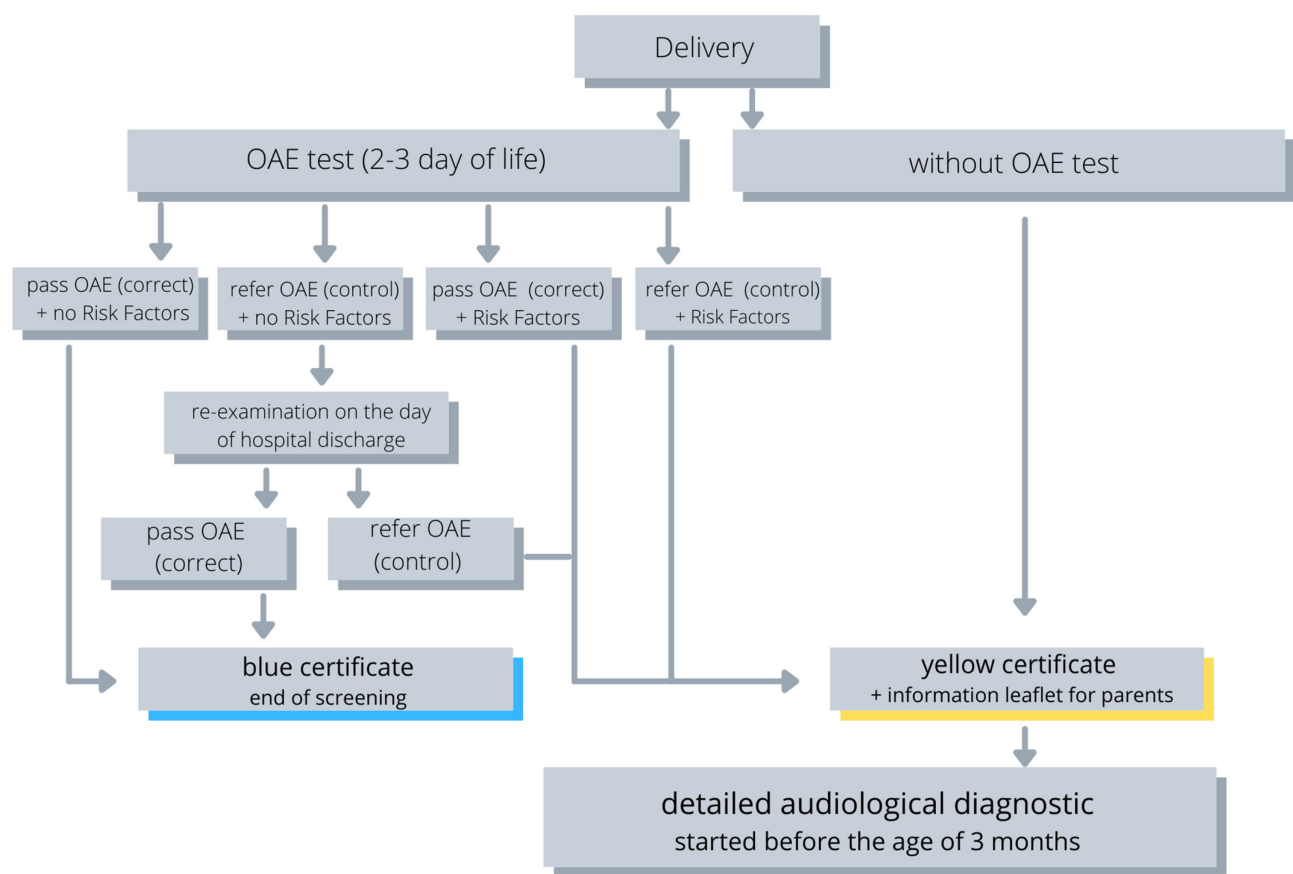 Delivery
OAE test (2-3 day of life)
without OAE test
pass OAE (correct)
+ no Risk Factors
refer OAE (control)
+ no Risk Factors
pass OAE (correct)
+ Risk Factors
refer OAE (control)
+ Risk Factors
re-examination on the day
of hospital discharge
pass OAE
(correct)
refer OAE
(control)
blue certificate
end of screening
yellow certificate
+ information leaflet for parents
detailed audiological diagnostic
started before the age of 3 months